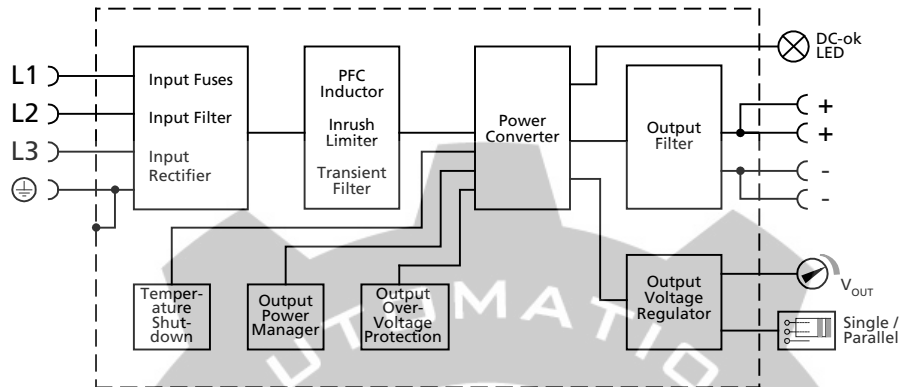 L1
L2
L3
Input Fuses
Input Filter
Input
Rectifier
PFC
Inductor
Inrush
Limiter
Transient
Filter
Power
Converter
Output
Filter
DC-ok
LED
+
+
-
-
Temper-
ature
Shut-
down
Output
Power
Manager
Output
Over-
Voltage
Protection
Output
Voltage
Regulator
VOUT
Single /
Parallel
UTOMATIO